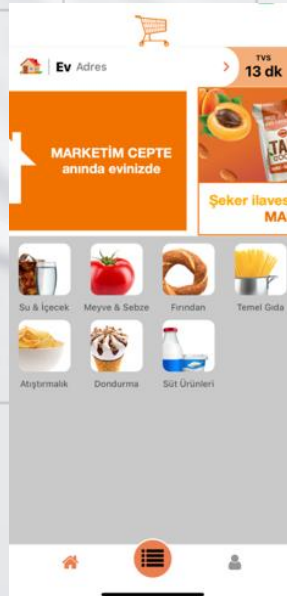 Ev Adres
TVS
13 dk
MARKETİM CEPTE
anında evinizde
Şeker ilaves
MA
Su & İçecek
Meyve & Sebze
Fırından
Temel Gıda
Atıştırmalık
Dondurma
Süt Ürünleri